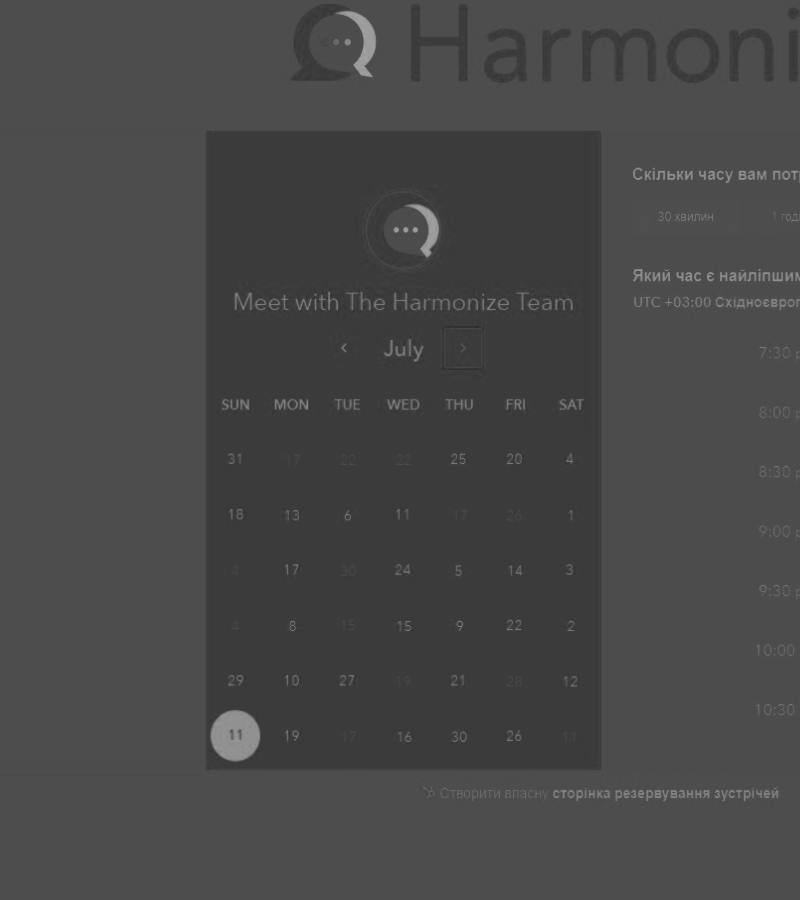 Harmoni
Meet with The Harmonize Team
July
SUN MON TUE WED THU FRI SAT
31 17 22 22 25 20 4
18 13 6 11 17 26 1
4 17 30 24 5 14 3
4 8 15 15 9 22 2
29 10 27 19 21 28 12
11 19 17 16 30 26 11
Скільки часу вам потр
30 хвилин 1 годи
Який час є найліпшим
UTC +03:00 Східноєвроп
7:30 p
8:00 p
8:30 p
9:00 p
9:30 p
10:00
10:30
Створити власну сторінка резервування зустрічей